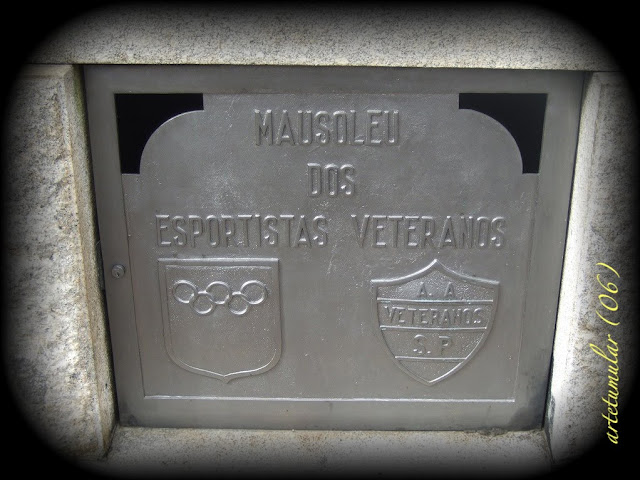 MAUSOLEU
DOS
ESPORTISTAS VETERANOS
A. A
VETERANOS
S. P
artetumular (06)